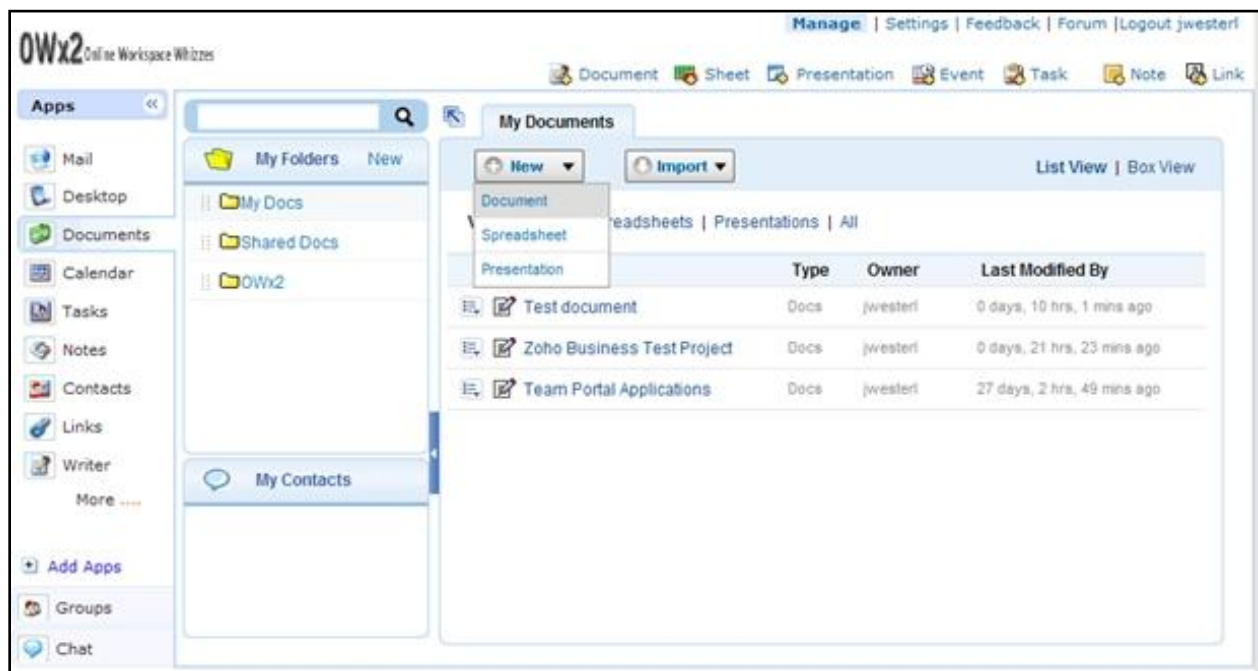 Manage | Settings | Feedback | Forum |Logout jwesterl
OWx2 Online Workspace Whizzes
Document Sheet Presentation Event Task Note Link
Apps «
Mail
Desktop
Documents
Calendar
Tasks
Notes
Contacts
Links
Writer
More ....
Add Apps
Groups
Chat
My Folders New
My Docs
Shared Docs
OWx2
My Contacts
My Documents
New Import List View | Box View
Document
Spreadsheet
Presentation
readsheets | Presentations | All
Type Owner Last Modified By
Test document Docs jwesterl 0 days, 10 hrs, 1 mins ago
Zoho Business Test Project Docs jwesterl 0 days, 21 hrs, 23 mins ago
Team Portal Applications Docs jwesterl 27 days, 2 hrs, 49 mins ago